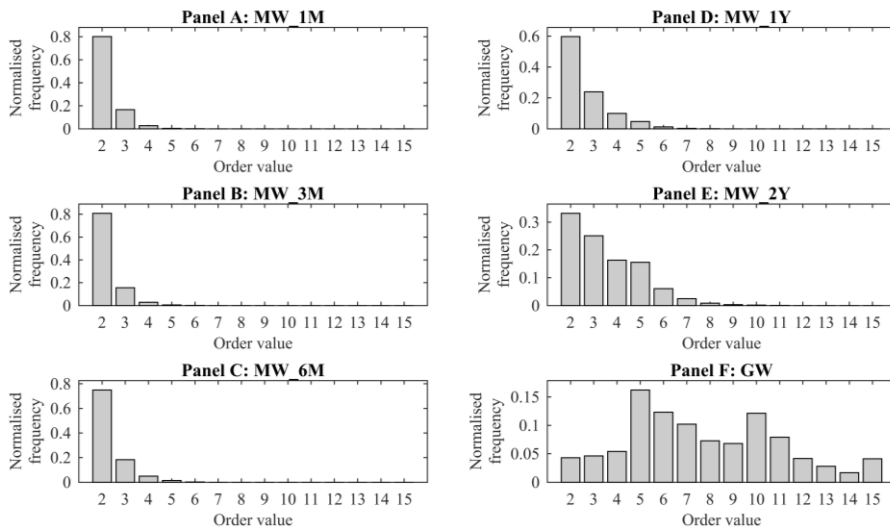 Panel A: MW_1M
Normalised
frequency
0.8
0.6
0.4
0.2
0
2 3 4 5 6 7 8 9 10 11 12 13 14 15
Order value
Panel B: MW_3M
Normalised
frequency
0.8
0.6
0.4
0.2
0
2 3 4 5 6 7 8 9 10 11 12 13 14 15
Order value
Panel C: MW_6M
Normalised
frequency
0.8
0.6
0.4
0.2
0
2 3 4 5 6 7 8 9 10 11 12 13 14 15
Order value
Panel D: MW_1Y
Normalised
frequency
0.6
0.4
0.2
0
2 3 4 5 6 7 8 9 10 11 12 13 14 15
Order value
Panel E: MW_2Y
Normalised
frequency
0.3
0.2
0.1
0
2 3 4 5 6 7 8 9 10 11 12 13 14 15
Order value
Panel F: GW
Normalised
frequency
0.15
0.1
0.05
0
2 3 4 5 6 7 8 9 10 11 12 13 14 15
Order value